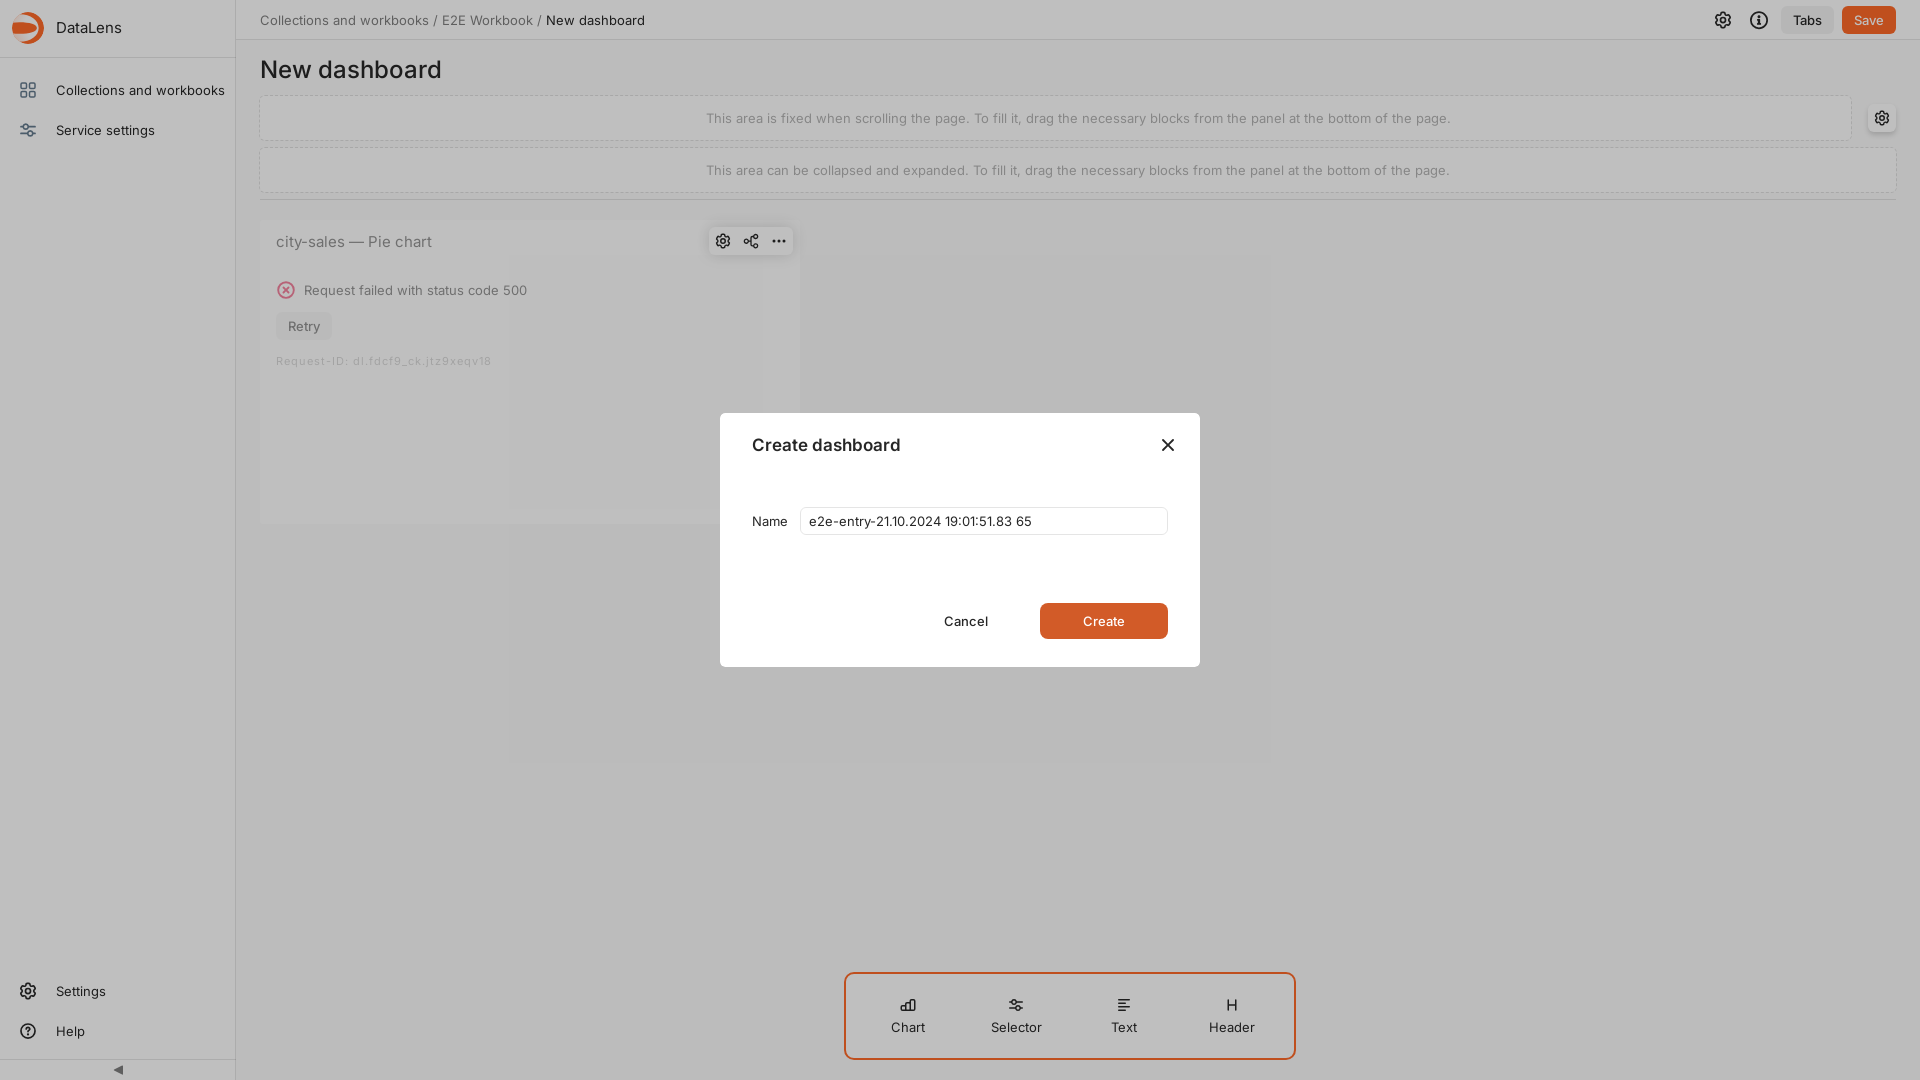 DataLens
Collections and workbooks
Service settings
Settings
Help
Collections and workbooks / E2E Workbook / New dashboard
Tabs
Save
New dashboard
This area is fixed when scrolling the page. To fill it, drag the necessary blocks from the panel at the bottom of the page.
This area can be collapsed and expanded. To fill it, drag the necessary blocks from the panel at the bottom of the page.
city-sales — Pie chart
Request failed with status code 500
Retry
Request-ID: dl.fdcf9_ck.jtz9xeqv18
Create dashboard
Name
e2e-entry-21.10.2024 19:01:51.83 65
Cancel
Create
Chart
Selector
Text
Header